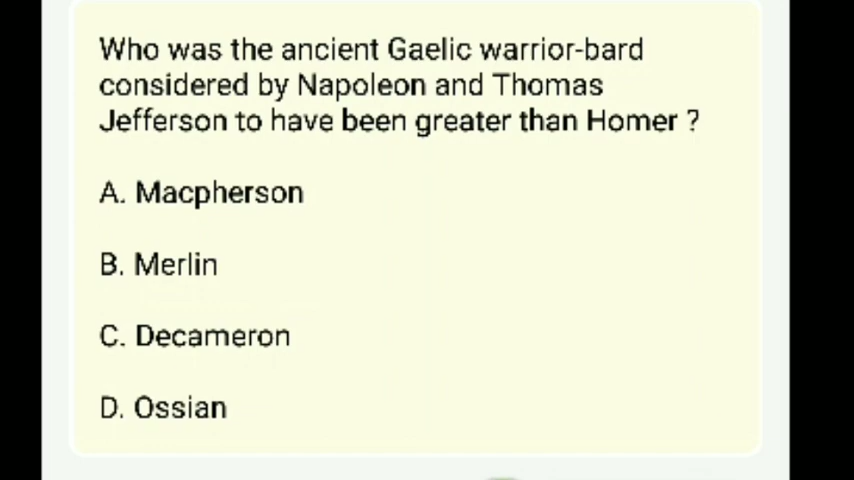 Who was the ancient Gaelic warrior-bard
considered by Napoleon and Thomas
Jefferson to have been greater than Homer ?
A. Macpherson
B. Merlin
C. Decameron
D. Ossian